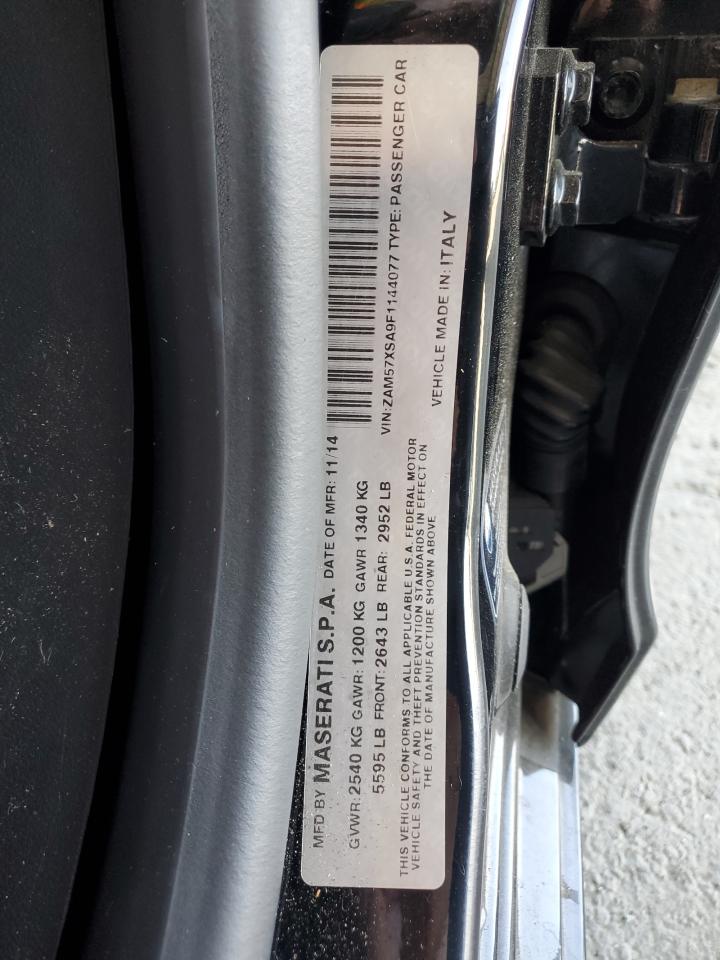 MFD BY MASERATI S.P.A. DATE OF MFR: 11/14
GVWR: 2540 KG GAWR: 1200 KG GAWR 1340 KG
5595 LB FRONT: 2643 LB REAR: 2952 LB
VIN: ZAM57XSA9F1144077 TYPE: PASSENGER CAR
THIS VEHICLE CONFORMS TO ALL APPLICABLE U.S.A. FEDERAL MOTOR
VEHICLE SAFETY AND THEFT PREVENTION STANDARDS IN EFFECT ON
THE DATE OF MANUFACTURE SHOWN ABOVE
VEHICLE MADE IN: ITALY